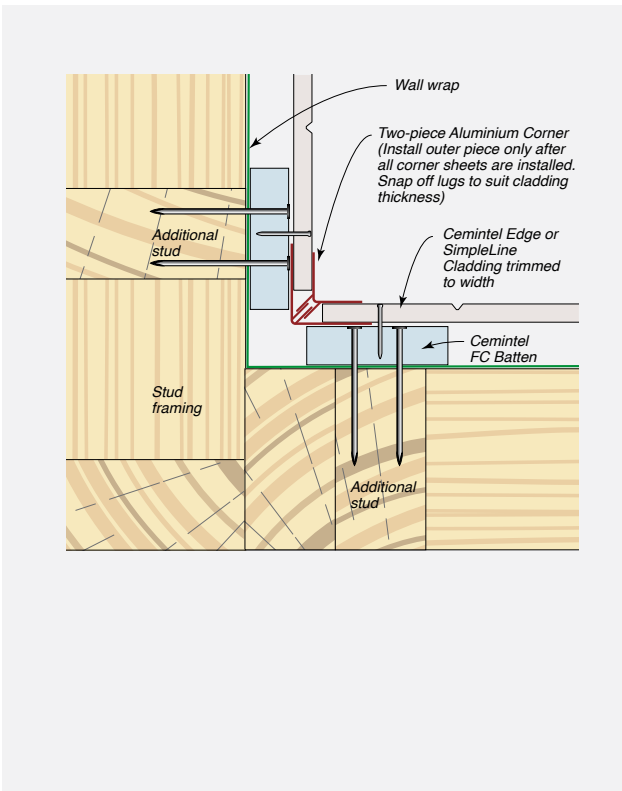 Wall wrap
Two-piece Aluminium Corner
(Install outer piece only after
all corner sheets are installed.
Snap off lugs to suit cladding
thickness)
Cemintel Edge or
SimpleLine
Cladding trimmed
to width
Additional
stud
Cemintel
FC Batten
Stud
framing
Additional
stud